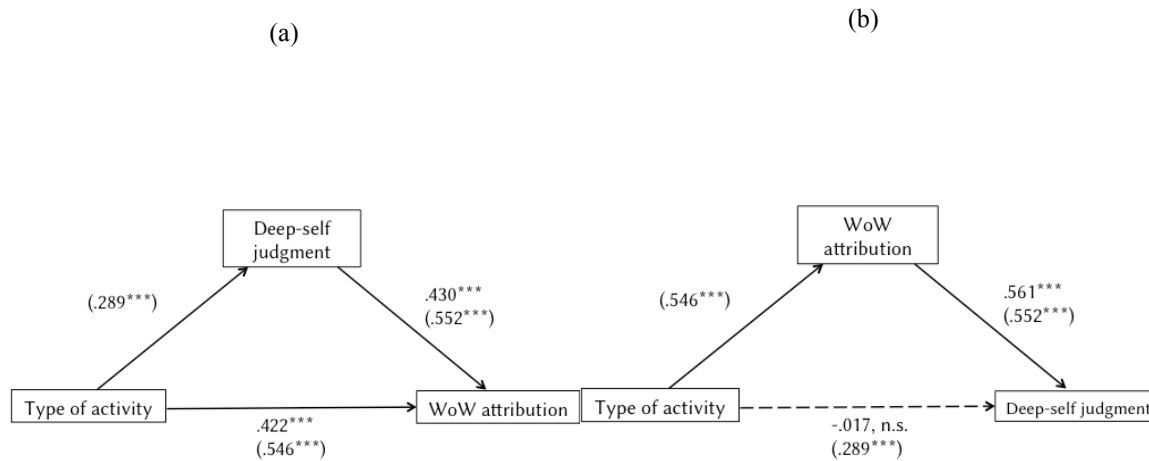 (a)
Deep-self
judgment
(.289***)
.430***
(.552***)
Type of activity
WoW attribution
.422***
(.546***)
(b)
WoW
attribution
(.546***)
.561***
(.552***)
Type of activity
Deep-self judgment
-.017, n.s.
(.289***)